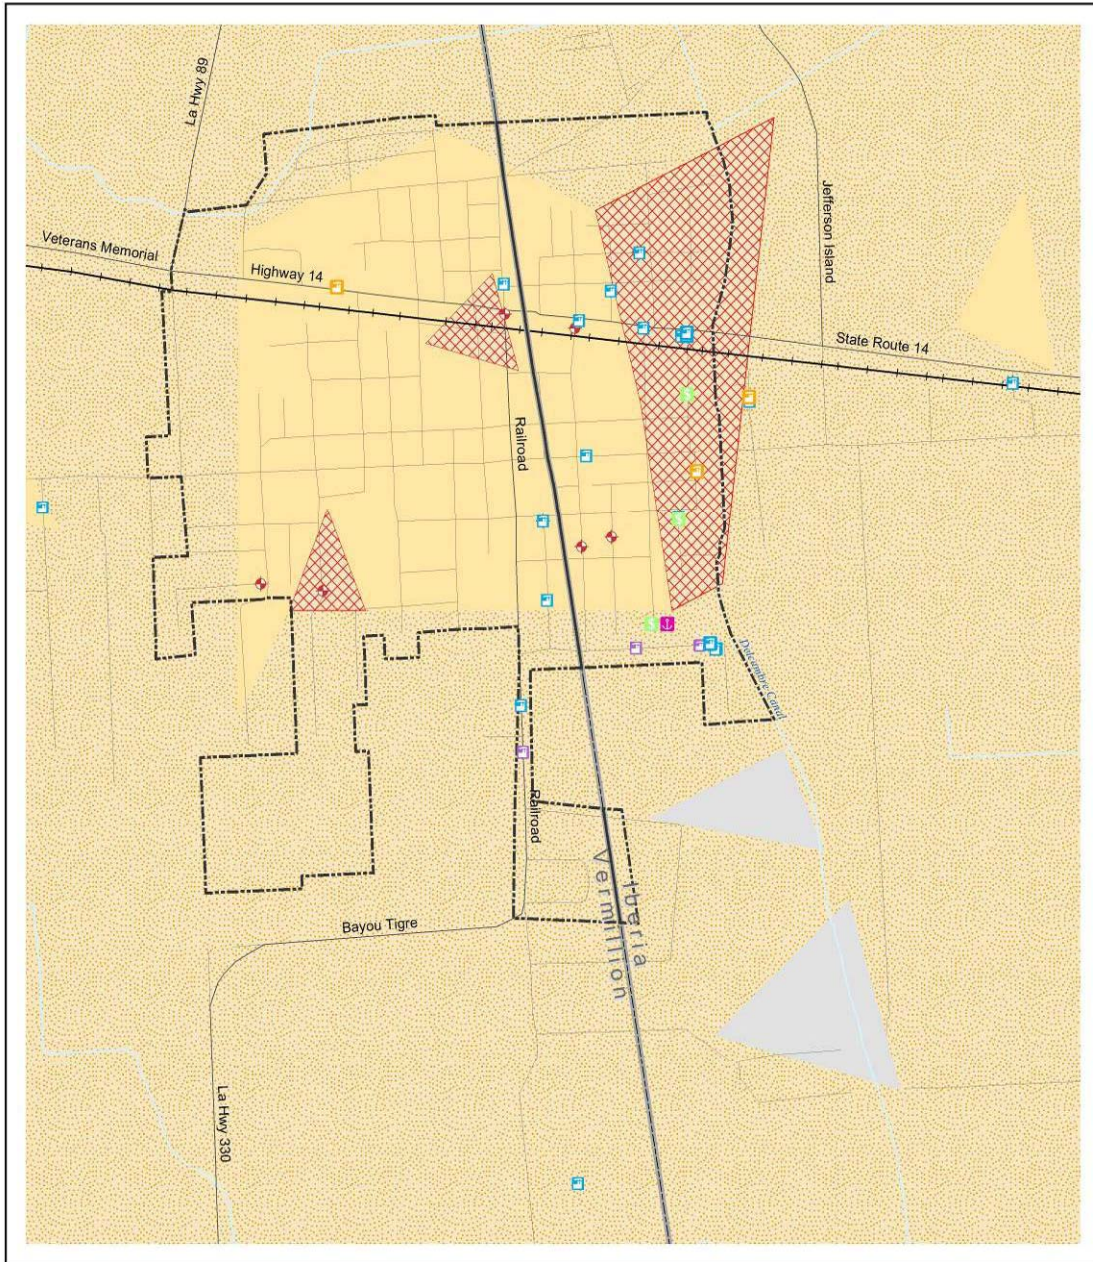 La Hwy 89
Jefferson Island
Veterans Memorial
Highway 14
State Route 14
Railroad
Delcambre Canal
Railroad
Iberia
Vermillion
Bayou Tigre
La Hwy 330